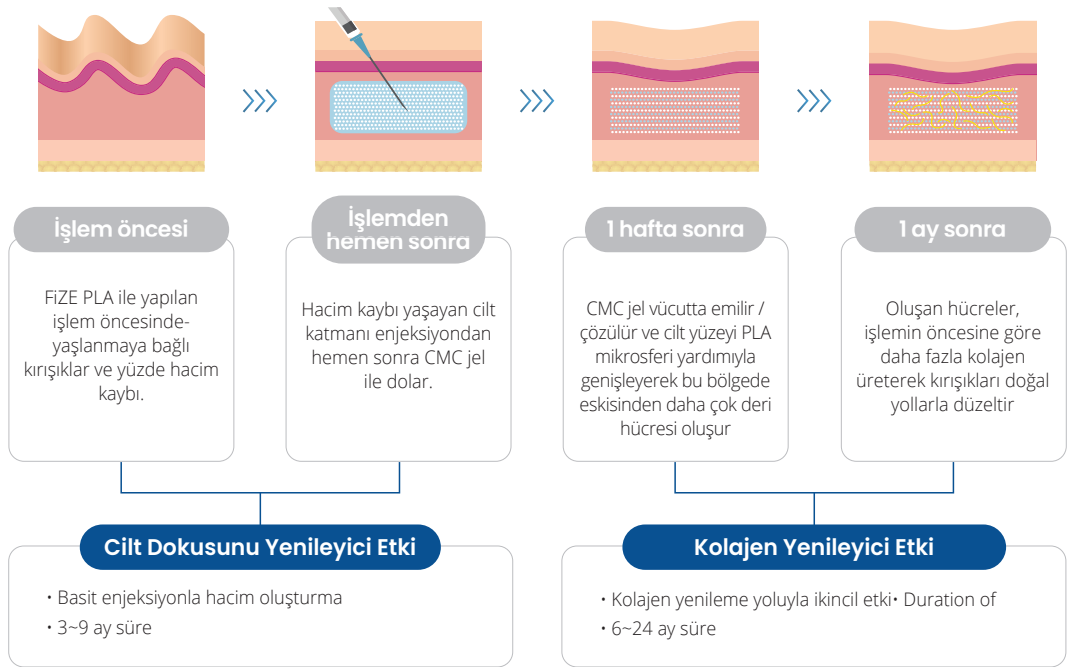 İşlem öncesi
FiZE PLA ile yapılan
işlem öncesinde-
yaşlanmaya bağlı
kırışıklar ve yüzde hacim
kaybı.
İşlemden
hemen sonra
Hacim kaybı yaşayan cilt
katmanı enjeksiyondan
hemen sonra CMC jel
ile dolar.
1 hafta sonra
CMC jel vücutta emilir /
çözülür ve cilt yüzeyi PLA
mikrosferi yardımıyla
genişleyerek bu bölgede
eskisinden daha çok deri
hücresi oluşur
1 ay sonra
Oluşan hücreler,
işlemin öncesine göre
daha fazla kolajen
üreterek kırışıkları doğal
yollarla düzeltir
Cilt Dokusunu Yenileyici Etki
• Basit enjeksiyonla hacim oluşturma
• 3~9 ay süre
Kolajen Yenileyici Etki
• Kolajen yenileme yoluyla ikincil etki• Duration of
• 6~24 ay süre